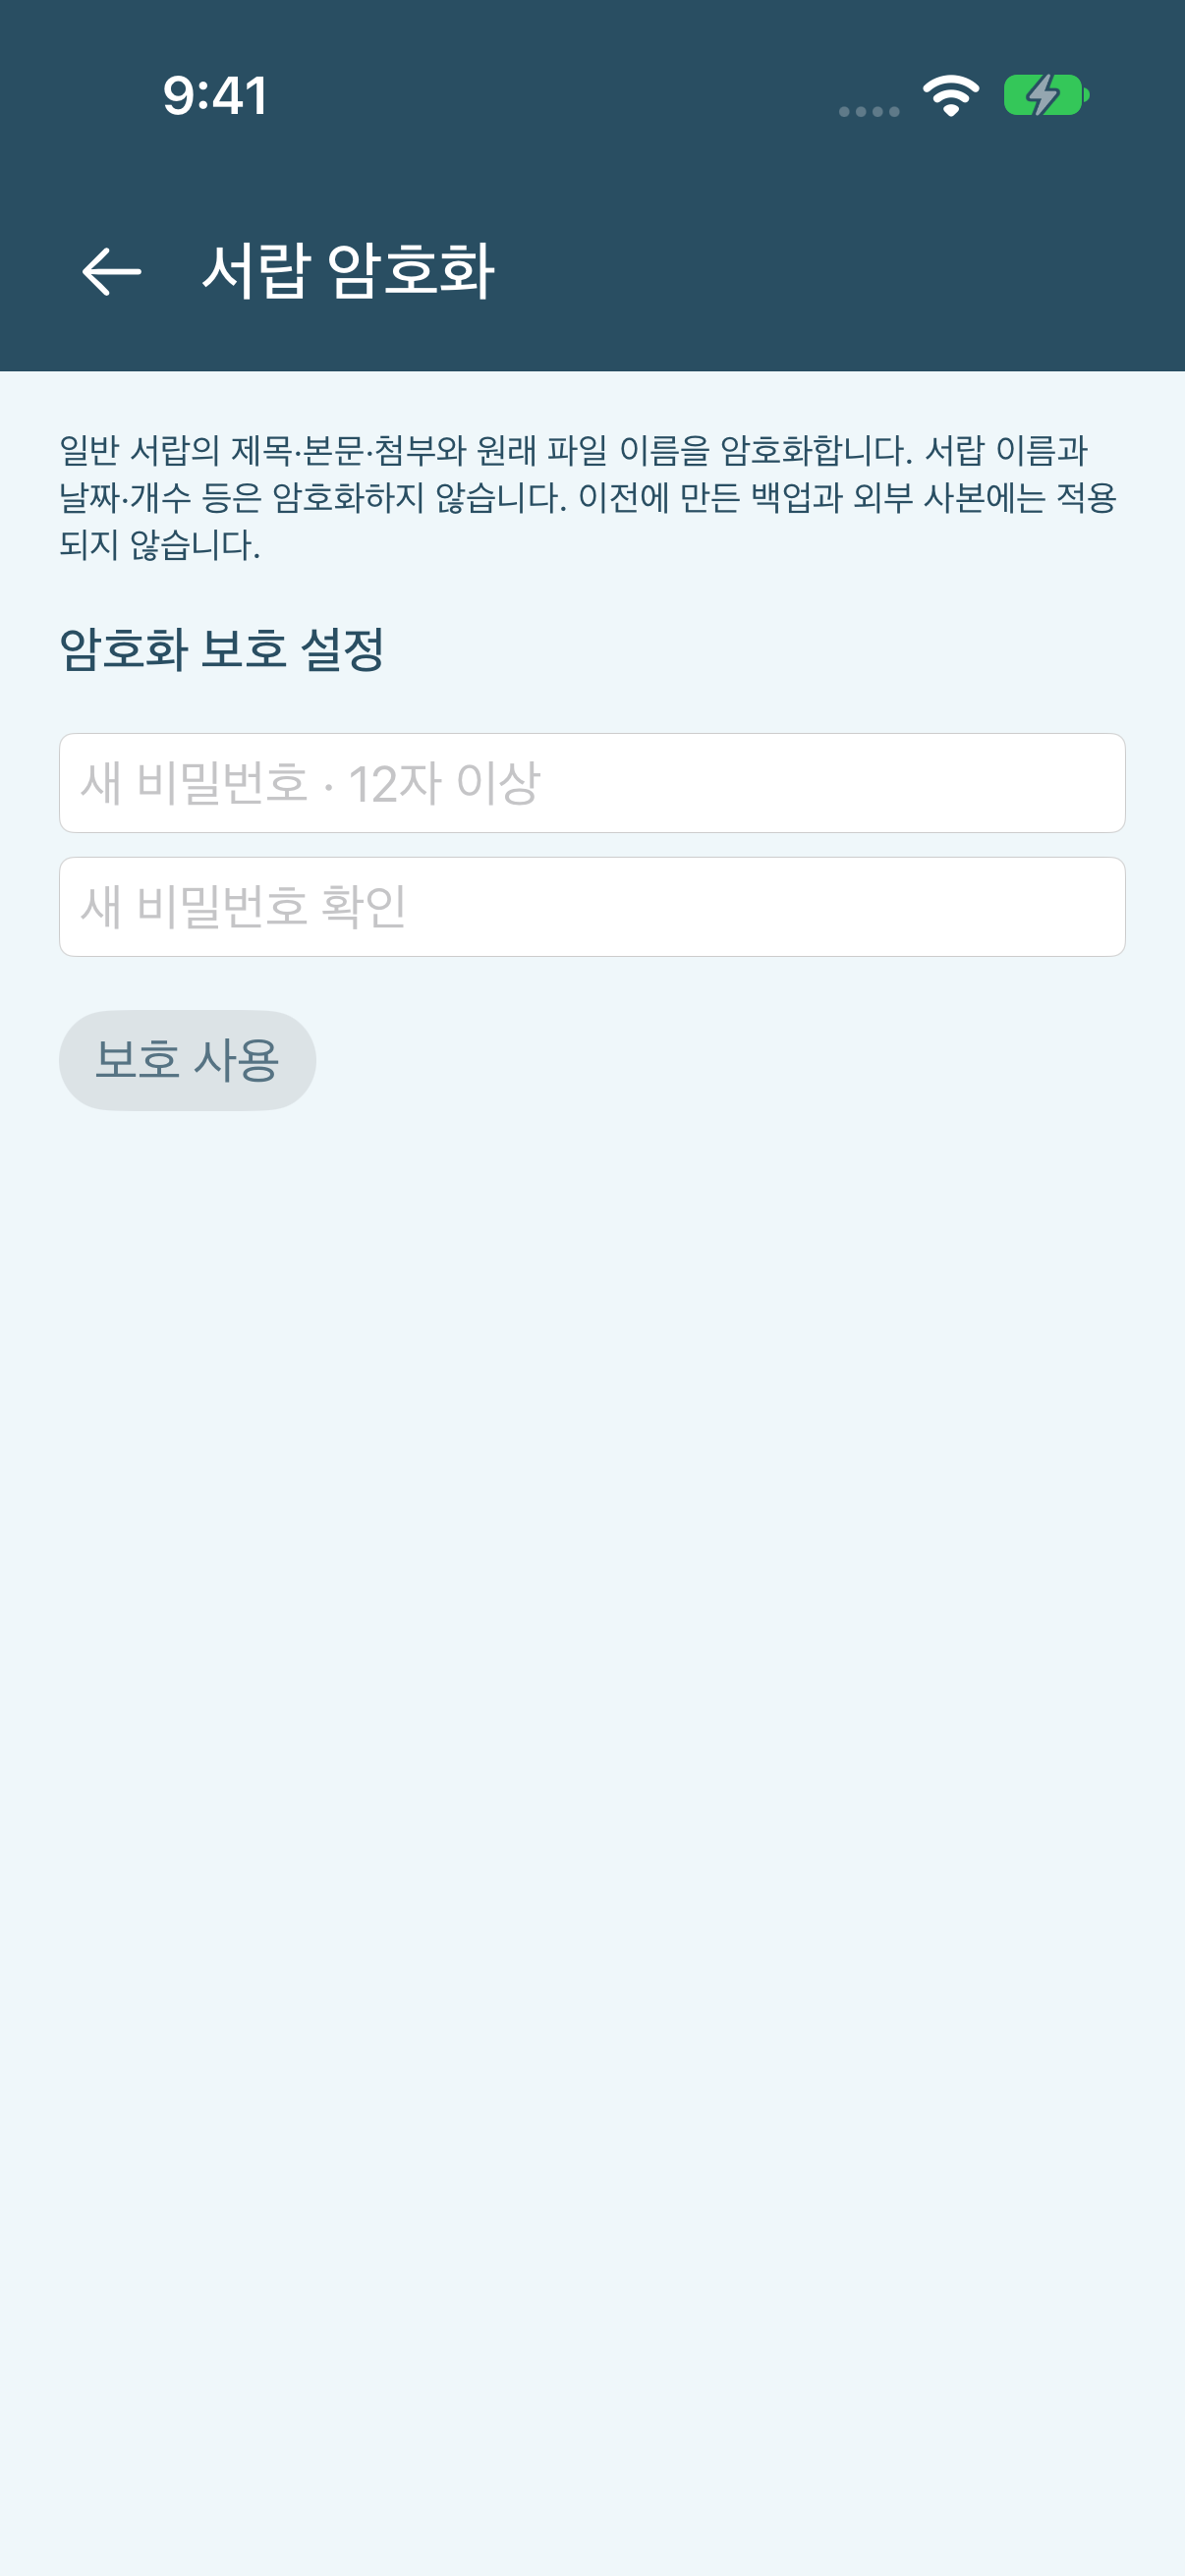 9:41
서랍 암호화
일반 서랍의 제목·본문·첨부와 원래 파일 이름을 암호화합니다. 서랍 이름과
날짜·개수 등은 암호화하지 않습니다. 이전에 만든 백업과 외부 사본에는 적용
되지 않습니다.
암호화 보호 설정
새 비밀번호 · 12자 이상
새 비밀번호 확인
보호 사용